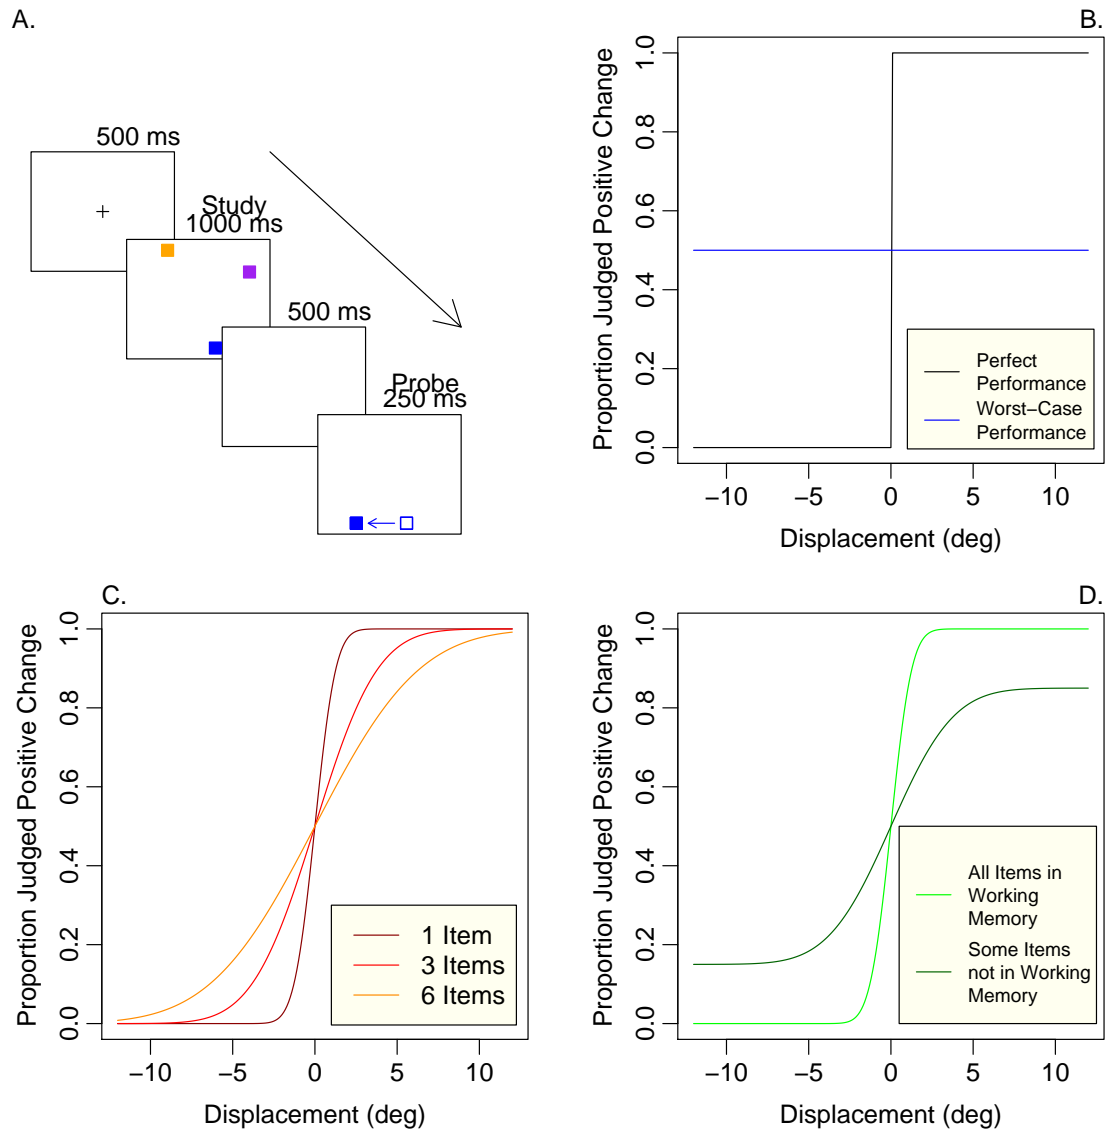 A.
500 ms
Study
1000 ms
500 ms
Probe
250 ms
B.
Proportion Judged Positive Change
1.0
0.8
0.6
0.4
0.2
0.0
Perfect
Performance
Worst−Case
Performance
−10
−5
0
5
10
Displacement (deg)
C.
Proportion Judged Positive Change
1.0
0.8
0.6
0.4
0.2
0.0
1 Item
3 Items
6 Items
−10
−5
0
5
10
Displacement (deg)
D.
Proportion Judged Positive Change
1.0
0.8
0.6
0.4
0.2
0.0
All Items in
Working
Memory
Some Items
not in Working
Memory
−10
−5
0
5
10
Displacement (deg)